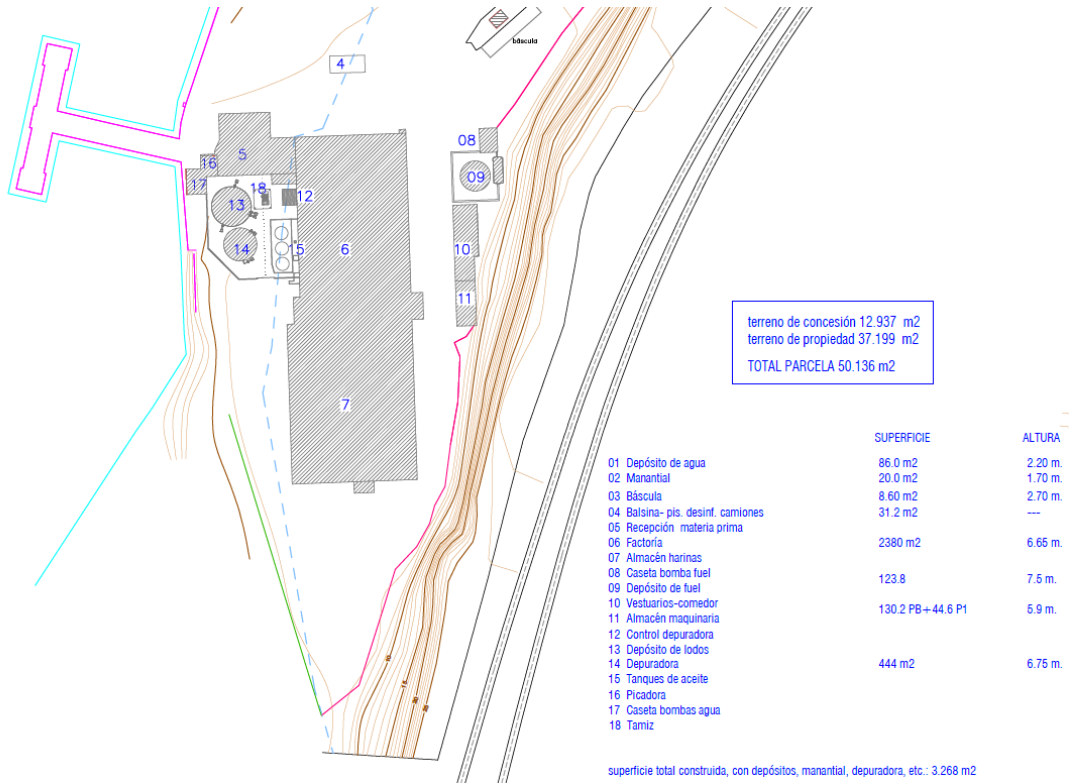 báscula
4
08
5
16
09
17
18
12
13
14
15
6
10
11
7
terreno de concesión 12.937 m2
terreno de propiedad 37.199 m2
TOTAL PARCELA 50.136 m2
SUPERFICIE ALTURA
01 Depósito de agua 86.0 m2 2.20 m.
02 Manantial 20.0 m2 1.70 m.
03 Báscula 8.60 m2 2.70 m.
04 Balsina- pis. desinf. camiones 31.2 m2 ---
05 Recepción materia prima
06 Factoría 2380 m2 6.65 m.
07 Almacén harinas
08 Caseta bomba fuel
123.8 7.5 m.
09 Depósito de fuel
10 Vestuarios-comedor
130.2 PB+44.6 P1 5.9 m.
11 Almacén maquinaria
12 Control depuradora
13 Depósito de lodos
14 Depuradora 444 m2 6.75 m.
15 Tanques de aceite
16 Picadora
17 Caseta bombas agua
18 Tamiz
10
15
superficie total construida, con depósitos, manantial, depuradora, etc.: 3.268 m2